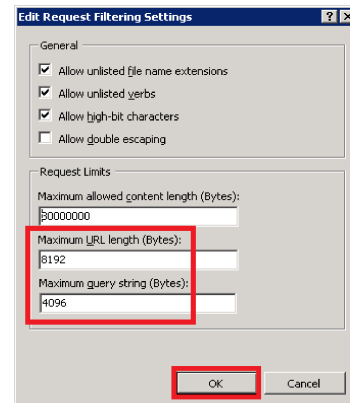 Edit Request Filtering Settings
General
Allow unlisted file name extensions
Allow unlisted verbs
Allow high-bit characters
Allow double escaping
Request Limits
Maximum allowed content length (Bytes):
30000000
Maximum URL length (Bytes):
8192
Maximum query string (Bytes):
4096
OK Cancel